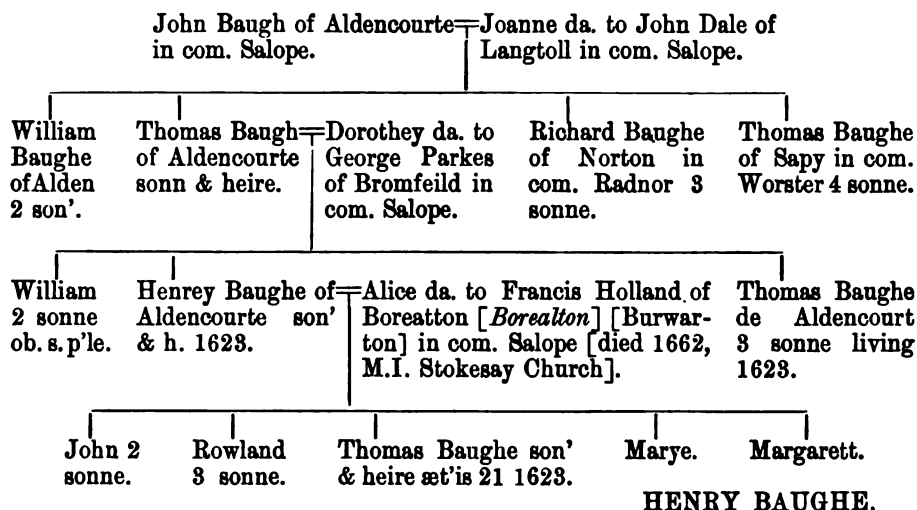 John Baugh of Aldencourte Joanne da. to John Dale of
in com. Salope. Langtoll in com. Salope.
William
Baughe
of Alden
2 son'.
Thomas Baugh
of Aldencourte
sonn & heire.
Dorothey da. to
George Parkes
of Bromfeild in
com. Salope.
Richard Baughe
of Norton in
com. Radnor 3
sonne.
Thomas Baughe
of Sapy in com.
Worster 4 sonne.
William
2 sonne
ob. s.p'le.
Henrey Baughe of
Aldencourte son'
& h. 1623.
Alice da. to Francis Holland of
Boreatton [Borealton] [Burwar-
ton] in com. Salope [died 1662,
M.I. Stokesay Church].
Thomas Baughe
de Aldencourt
3 sonne living
1623.
John 2
sonne.
Rowland
3 sonne.
Thomas Baughe son'
& heire æt'is 21 1623.
Marye.
Margarett.
HENRY BAUGHE.